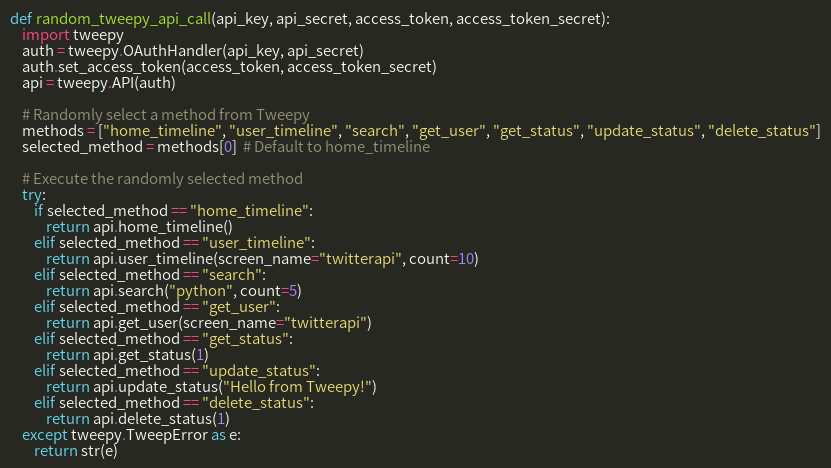 def random_tweepy_api_call(api_key, api_secret, access_token, access_token_secret):
    import tweepy
    auth = tweepy.OAuthHandler(api_key, api_secret)
    auth.set_access_token(access_token, access_token_secret)
    api = tweepy.API(auth)

    # Randomly select a method from Tweepy
    methods = ["home_timeline", "user_timeline", "search", "get_user", "get_status", "update_status", "delete_status"]
    selected_method = methods[0]  # Default to home_timeline

    # Execute the randomly selected method
    try:
        if selected_method == "home_timeline":
            return api.home_timeline()
        elif selected_method == "user_timeline":
            return api.user_timeline(screen_name="twitterapi", count=10)
        elif selected_method == "search":
            return api.search("python", count=5)
        elif selected_method == "get_user":
            return api.get_user(screen_name="twitterapi")
        elif selected_method == "get_status":
            return api.get_status(1)
        elif selected_method == "update_status":
            return api.update_status("Hello from Tweepy!")
        elif selected_method == "delete_status":
            return api.delete_status(1)
    except tweepy.TweepError as e:
        return str(e)